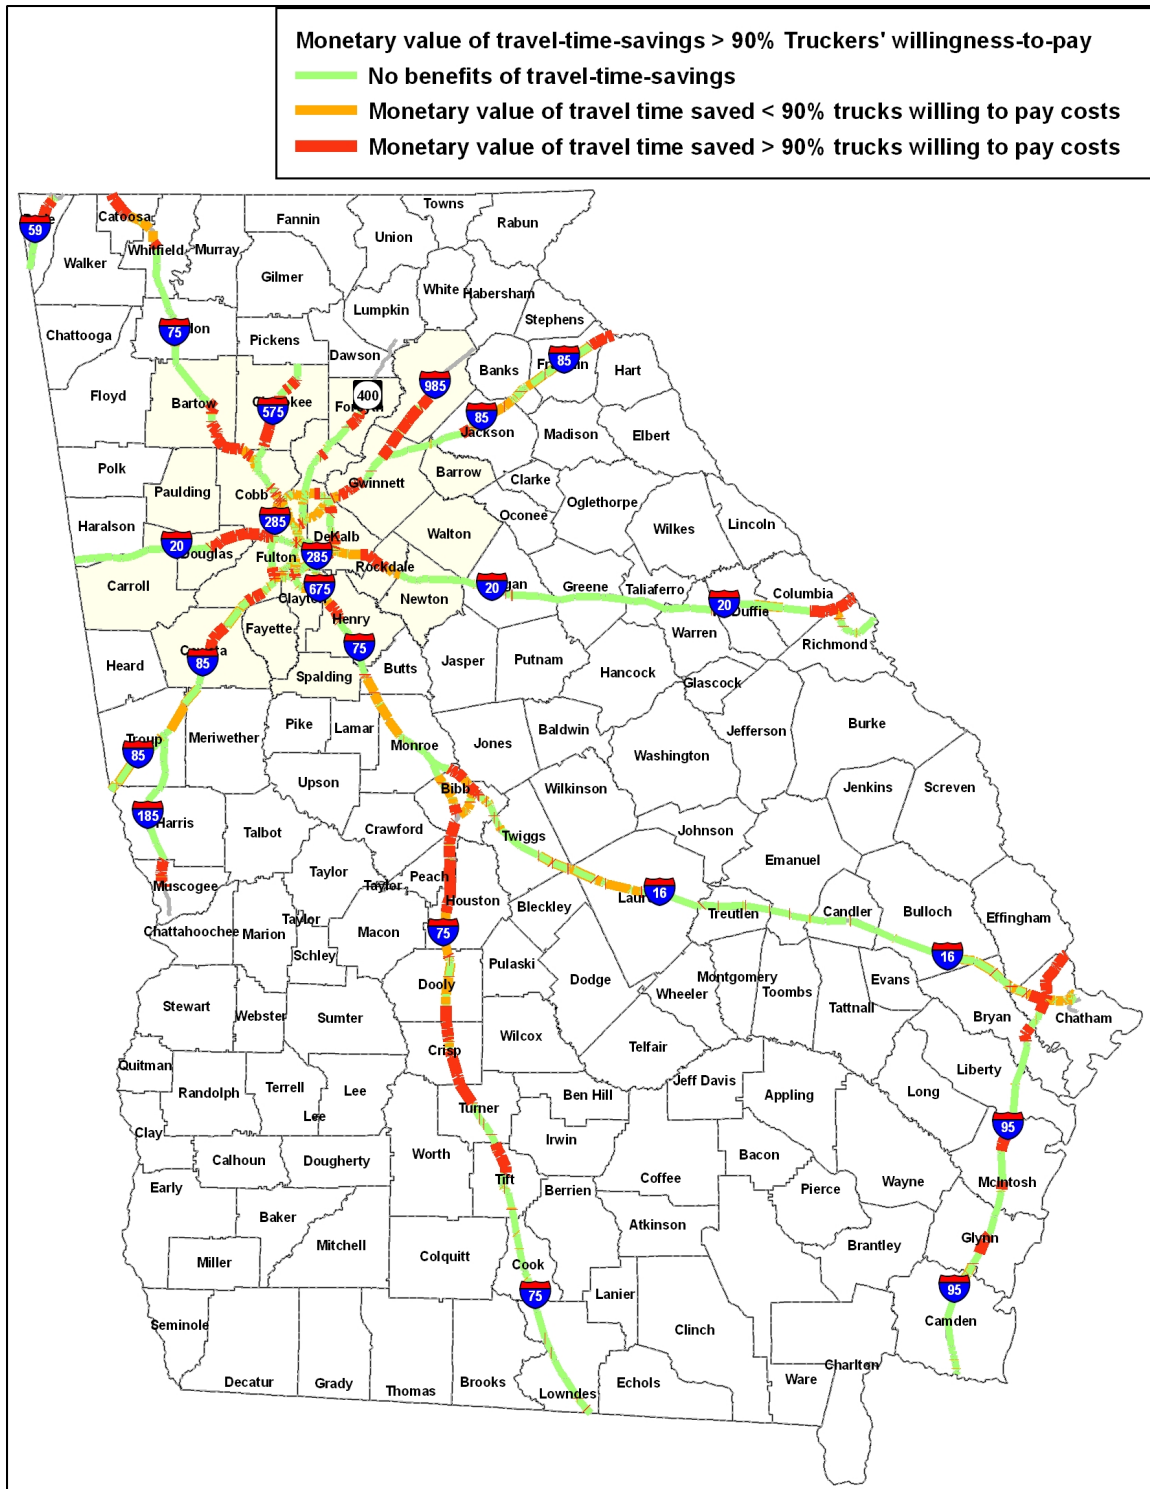 Monetary value of travel-time-savings > 90% Truckers' willingness-to-pay
No benefits of travel-time-savings
Monetary value of travel time saved < 90% trucks willing to pay costs
Monetary value of travel time saved > 90% trucks willing to pay costs
Towns
Catoosa
Fannin
Rabun
59
Union
Whitfield
Murray
Walker
Gilmer
White
Habersham
Lumpkin
Stephens
75
Chattooga
Pickens
Dawson
85
Banks
Hart
985
400
Floyd
Bartow
575
85
Jackson
Madison
Elbert
Polk
Barrow
Clarke
Gwinnett
Paulding
Cobb
Oglethorpe
Oconee
Haralson
285
Walton
Wilkes
Lincoln
DeKalb
20
Douglas
Fulton
285
Rockdale
Carroll
675
20
Greene
Taliaferro
Columbia
Clayton
Newton
20
Henry
Fayette
Warren
Richmond
75
Heard
85
Butts
Jasper
Putnam
Hancock
Spalding
Glascock
Troup
Meriwether
Pike
Lamar
Baldwin
Jefferson
Burke
85
Monroe
Jones
Washington
Upson
Bibb
Wilkinson
Jenkins
Screven
185
Harris
Talbot
Crawford
Twiggs
Johnson
Emanuel
Taylor
Peach
Muscogee
Taylor
16
Houston
Bleckley
Treutlen
Candler
Bulloch
Effingham
Taylor
Chattahoochee
Marion
Macon
75
Schley
16
Pulaski
Dooly
Dodge
Montgomery
Evans
Stewart
Wheeler
Toombs
Tattnall
Webster
Sumter
Bryan
Chatham
Wilcox
Crisp
Telfair
Quitman
Liberty
Randolph
Terrell
Lee
Jeff Davis
Ben Hill
Appling
Long
Turner
Lee
95
Clay
Irwin
Worth
Bacon
Calhoun
Dougherty
Tift
Coffee
Early
Berrien
Pierce
Wayne
McIntosh
Baker
Atkinson
Mitchell
Glynn
Brantley
Colquitt
Miller
Cook
95
75
Lanier
Camden
Seminole
Clinch
Charlton
Decatur
Grady
Thomas
Brooks
Echols
Ware
Lowndes